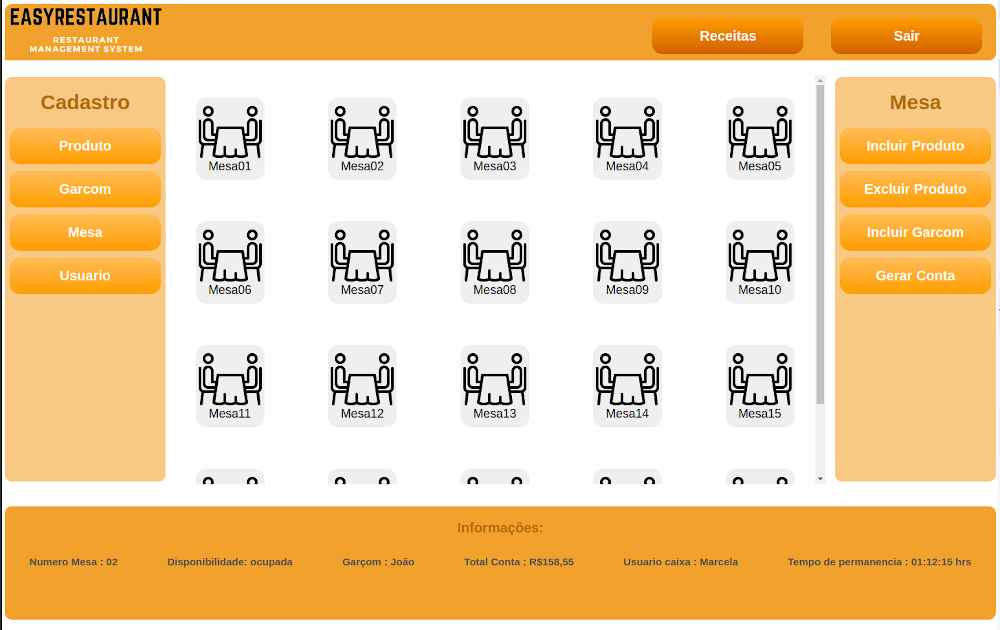 EASYRESTAURANT
RESTAURANT
MANAGEMENT SYSTEM
Receitas
Sair
Cadastro
Produto
Garcom
Mesa
Usuario
Mesa01
Mesa02
Mesa03
Mesa04
Mesa05
Mesa06
Mesa07
Mesa08
Mesa09
Mesa10
Mesa11
Mesa12
Mesa13
Mesa14
Mesa15
Mesa
Incluir Produto
Excluir Produto
Incluir Garcom
Gerar Conta
Informações:
Numero Mesa : 02
Disponibilidade: ocupada
Garçom : João
Total Conta : R$158,55
Usuario caixa : Marcela
Tempo de permanencia : 01:12:15 hrs